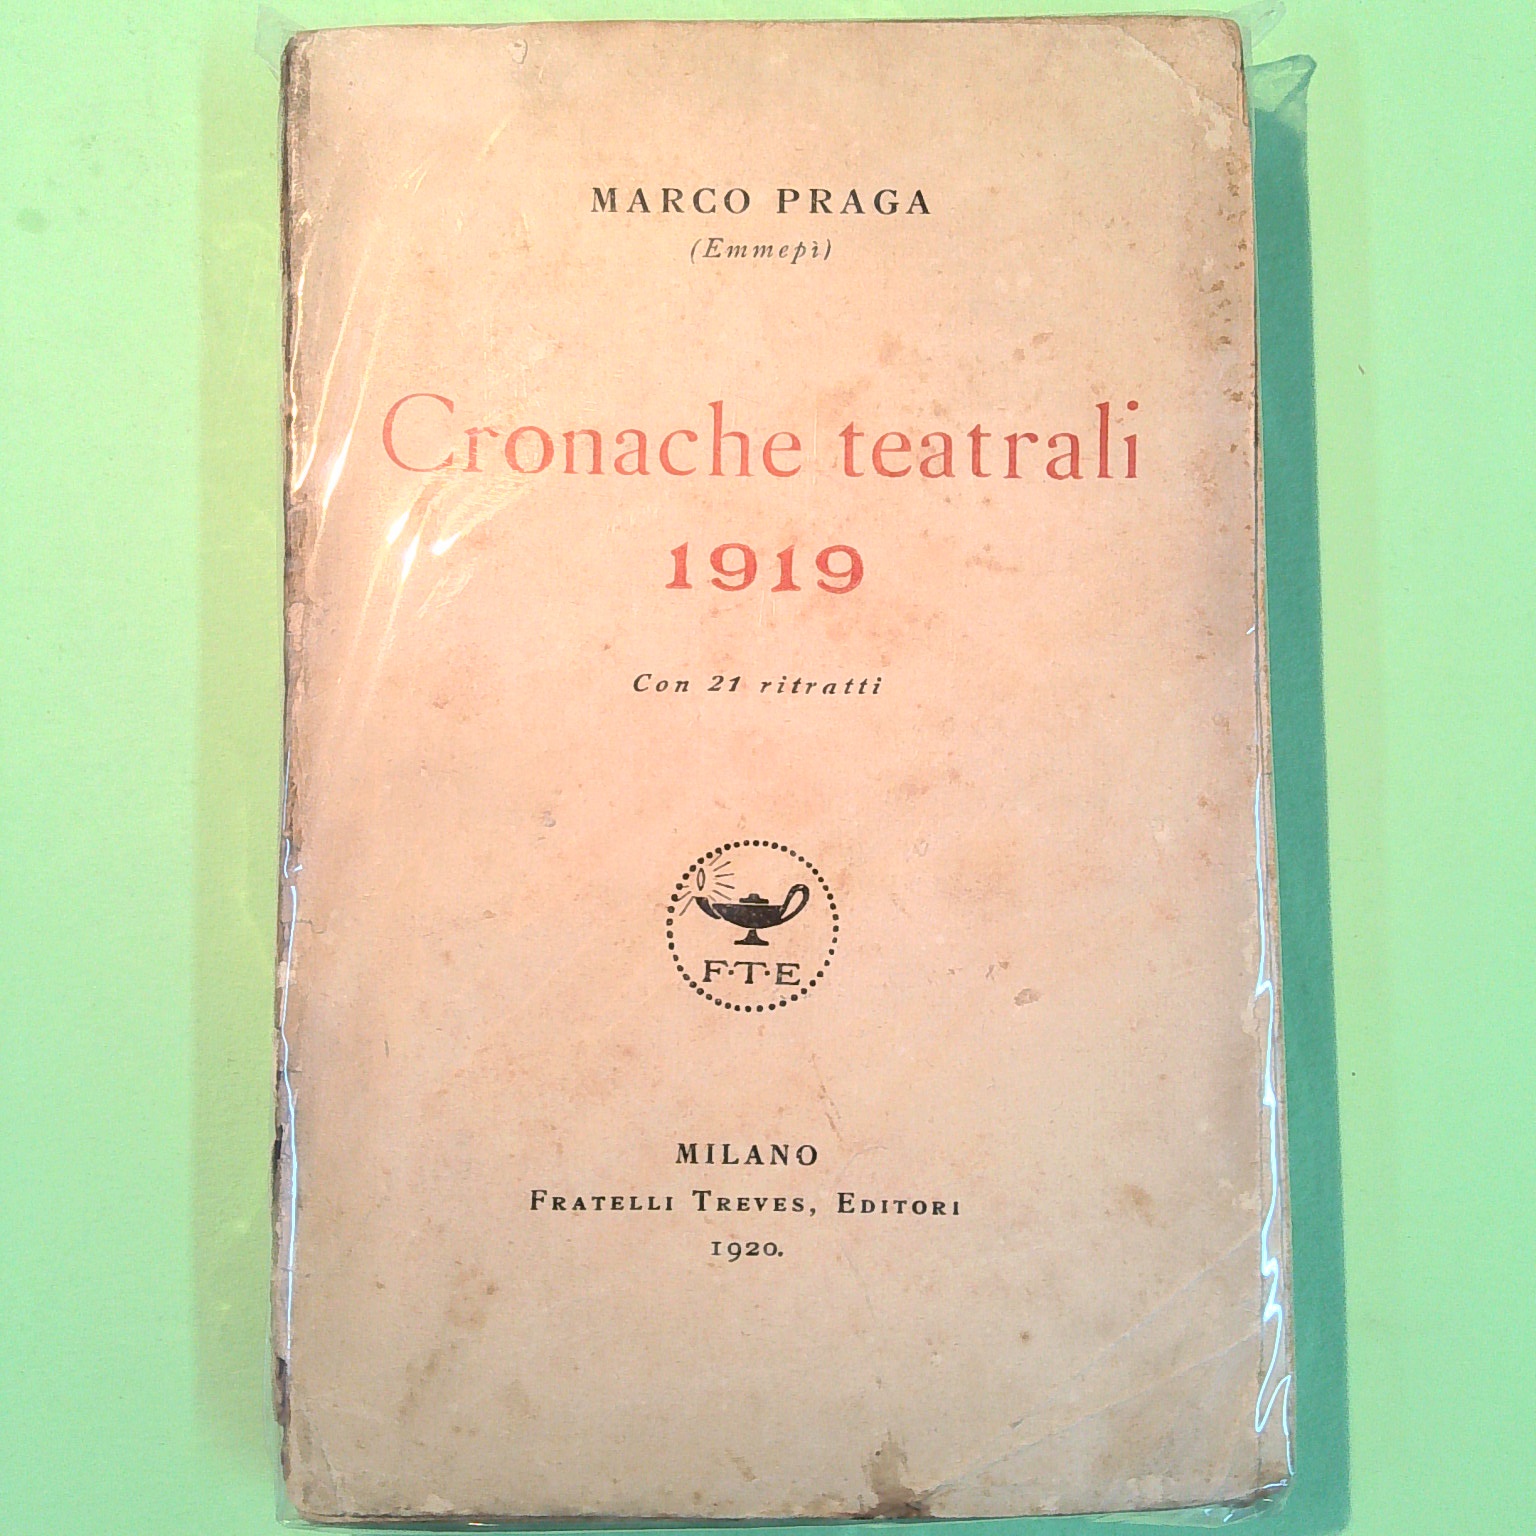 MARCO PRAGA
(Emmepì)
Cronache teatrali
1919
Con 21 ritratti
F·T·E
MILANO
FRATELLI TREVES, EDITORI
1920.